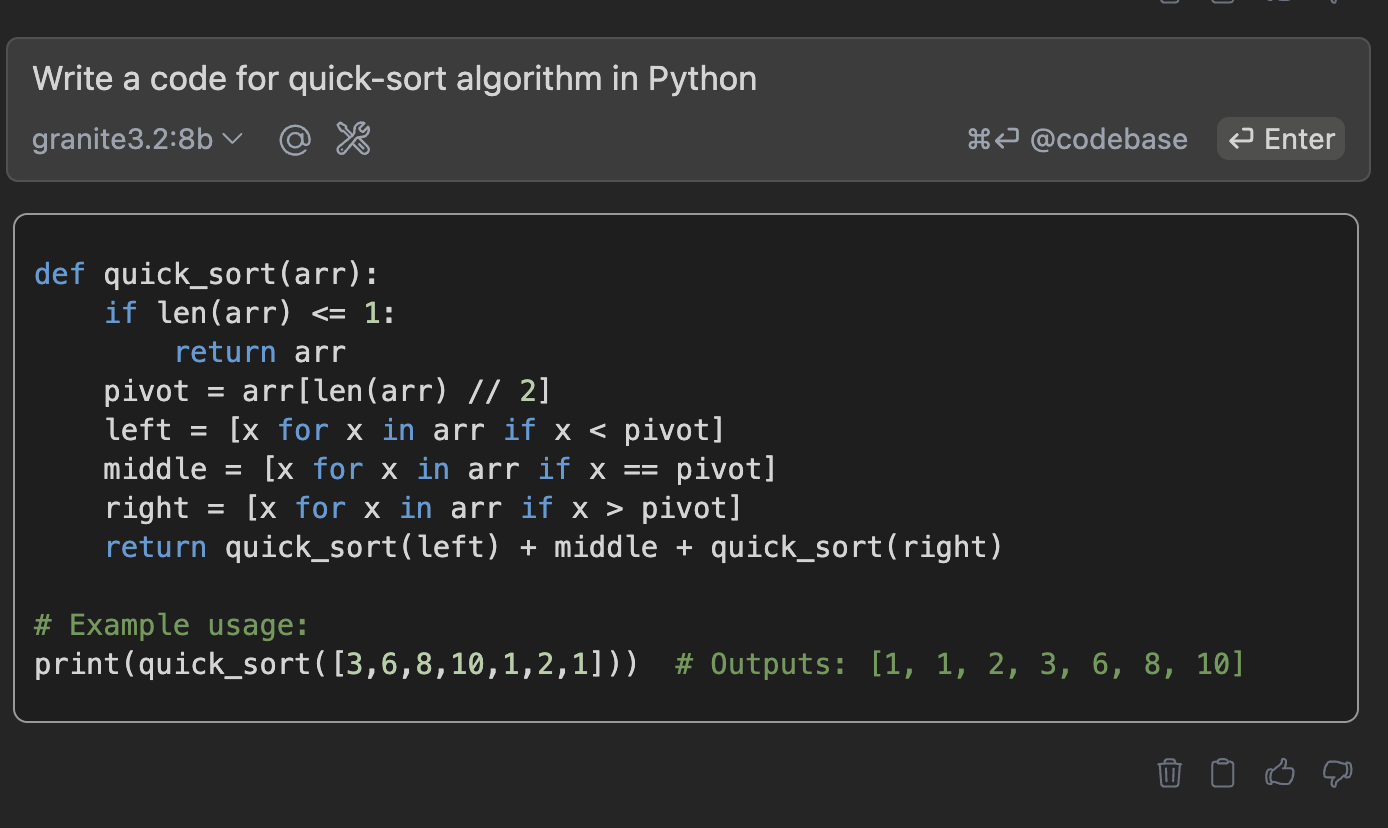 Write a code for quick-sort algorithm in Python
granite3.2:8b
⌘⏎ @codebase
⏎ Enter
def quick_sort(arr):
    if len(arr) <= 1:
        return arr
    pivot = arr[len(arr) // 2]
    left = [x for x in arr if x < pivot]
    middle = [x for x in arr if x == pivot]
    right = [x for x in arr if x > pivot]
    return quick_sort(left) + middle + quick_sort(right)

# Example usage:
print(quick_sort([3,6,8,10,1,2,1]))  # Outputs: [1, 1, 2, 3, 6, 8, 10]